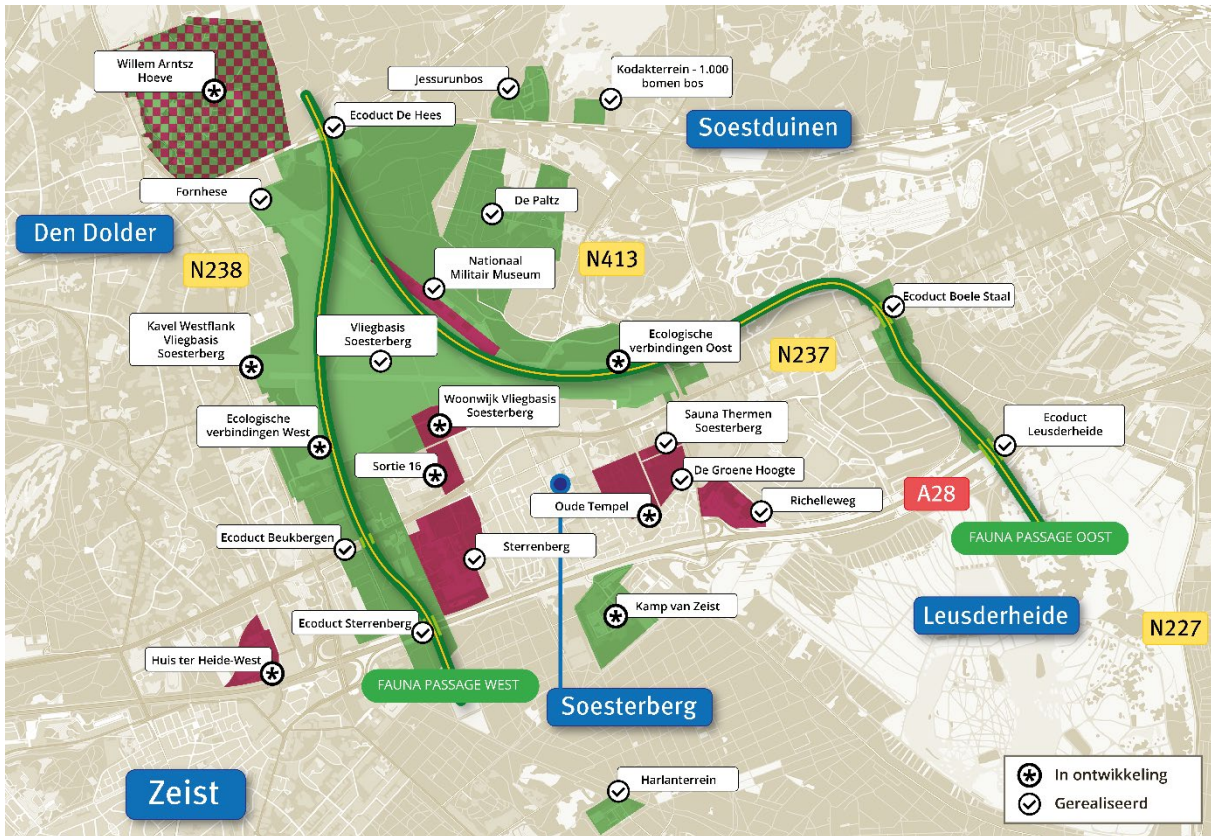 Willem Arntsz
Hoeve
Jessurunbos
Kodakterrein - 1.000
bomen bos
Ecoduct De Hees
Soestduinen
Fornhese
De Paltz
Den Dolder
N238
Nationaal
Militair Museum
N413
Ecoduct Boele Staal
Kavel Westflank
Vliegbasis
Soesterberg
Vliegbasis
Soesterberg
Ecologische
verbindingen Oost
N237
Woonwijk Vliegbasis
Soesterberg
Ecologische
verbindingen West
Sauna Thermen
Soesterberg
Ecoduct
Leusderheide
Sortie 16
De Groene Hoogte
A28
Oude Tempel
Richelleweg
Ecoduct Beukbergen
Sterrenberg
FAUNA PASSAGE OOST
Kamp van Zeist
Leusderheide
Ecoduct Sterrenberg
N227
Huis ter Heide-West
FAUNA PASSAGE WEST
Soesterberg
Zeist
Harlanterrein
In ontwikkeling
Gerealiseerd